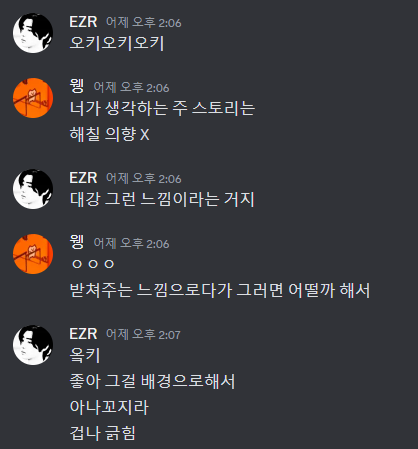 EZR 어제 오후 2:06
오키오키오키
웽 어제 오후 2:06
너가 생각하는 주 스토리는
해칠 의향 X
EZR 어제 오후 2:06
대강 그런 느낌이라는 거지
웽 어제 오후 2:06
ㅇㅇㅇ
받쳐주는 느낌으로다가 그러면 어떨까 해서
EZR 어제 오후 2:07
옼키
좋아 그걸 배경으로해서
아나꼬지라
겁나 긁힘